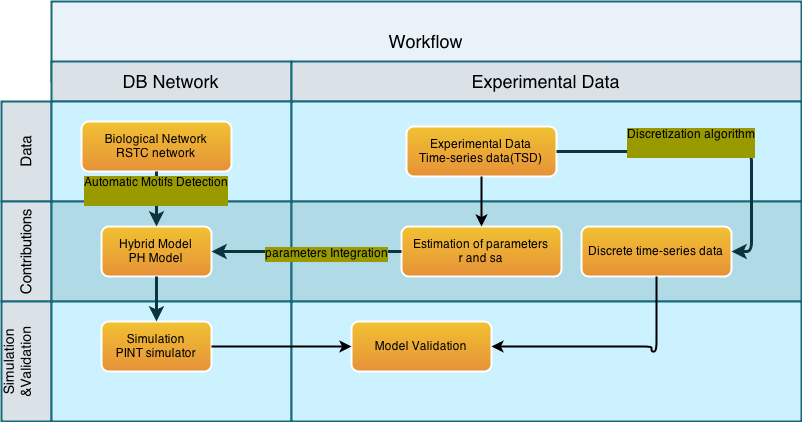 Workflow
DB Network
Experimental Data
Data
Biological Network
RSTC network
Experimental Data
Time-series data(TSD)
Discretization algorithm
Automatic Motifs Detection
Contributions
Hybrid Model
PH Model
parameters Integration
Estimation of parameters
r and sa
Discrete time-series data
Simulation
&Validation
Simulation
PINT simulator
Model Validation